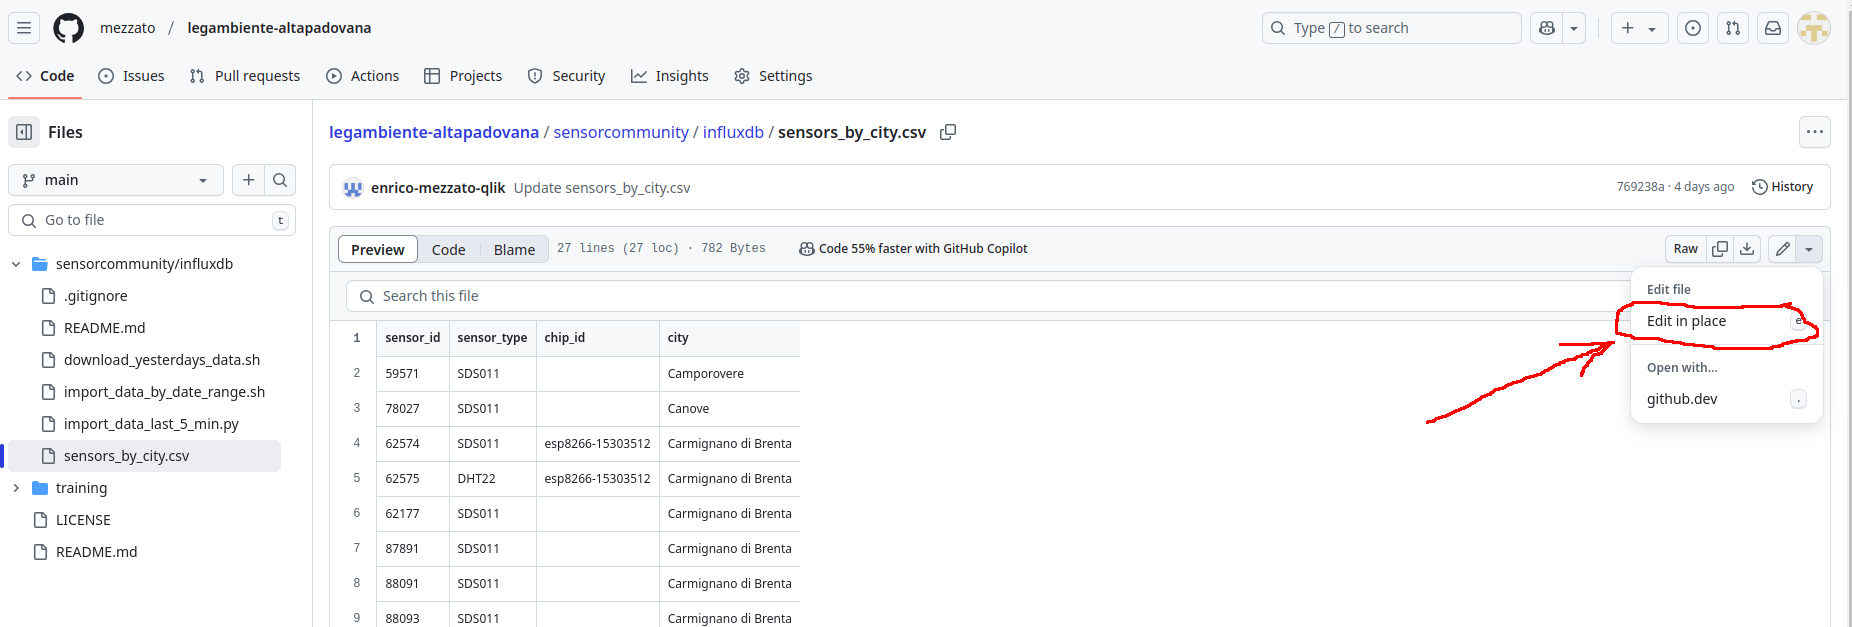 mezzato / legambiente-altapadovana Type / to search
Code Issues Pull requests Actions Projects Security Insights Settings
Files
main
Go to file t
sensorcommunity/influxdb
.gitignore
README.md
download_yesterdays_data.sh
import_data_by_date_range.sh
import_data_last_5_min.py
sensors_by_city.csv
training
LICENSE
README.md
legambiente-altapadovana / sensorcommunity / influxdb / sensors_by_city.csv
enrico-mezzato-qlik Update sensors_by_city.csv 769238a · 4 days ago History
Preview Code Blame 27 lines (27 loc) · 782 Bytes Code 55% faster with GitHub Copilot Raw
Search this file
1 sensor_id sensor_type chip_id city
2 59571 SDS011 Camporovere
3 78027 SDS011 Canove
4 62574 SDS011 esp8266-15303512 Carmignano di Brenta
5 62575 DHT22 esp8266-15303512 Carmignano di Brenta
6 62177 SDS011 Carmignano di Brenta
7 87891 SDS011 Carmignano di Brenta
8 88091 SDS011 Carmignano di Brenta
9 88093 SDS011 Carmignano di Brenta
Edit file
Edit in place e
Open with...
github.dev .